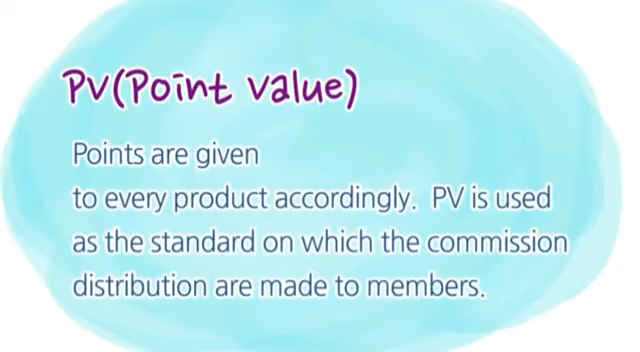 PV(Point value)
Points are given
to every product accordingly. PV is used
as the standard on which the commission
distribution are made to members.